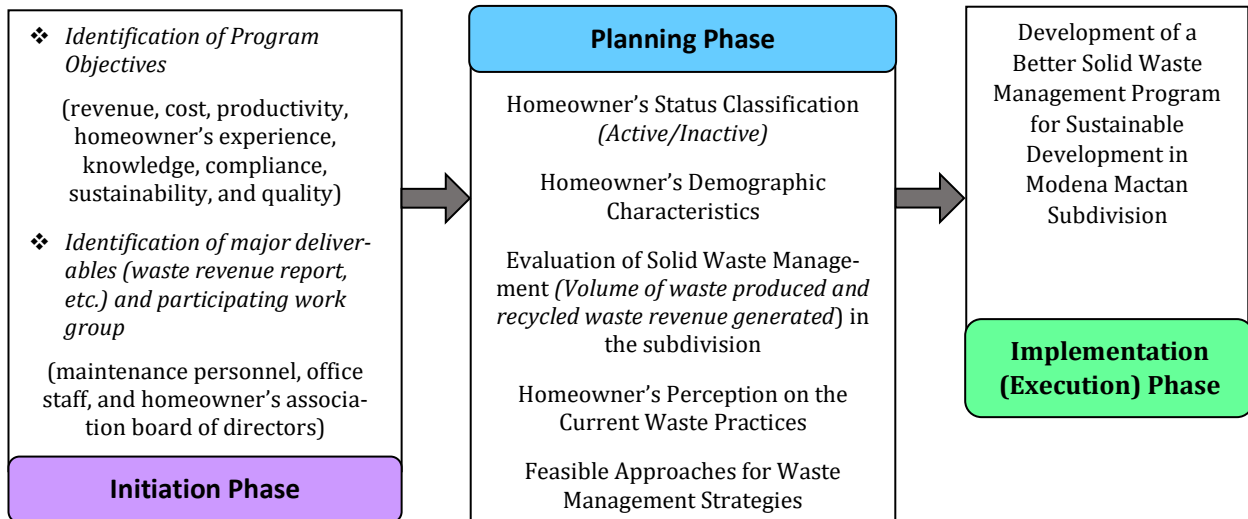 ❖ Identification of Program
Objectives
(revenue, cost, productivity,
homeowner’s experience,
knowledge, compliance,
sustainability, and quality)
❖ Identification of major deliver-
ables (waste revenue report,
etc.) and participating work
group
(maintenance personnel, office
staff, and homeowner’s associa-
tion board of directors)
Initiation Phase
Planning Phase
Homeowner’s Status Classification
(Active/Inactive)
Homeowner’s Demographic
Characteristics
Evaluation of Solid Waste Manage-
ment (Volume of waste produced and
recycled waste revenue generated) in
the subdivision
Homeowner’s Perception on the
Current Waste Practices
Feasible Approaches for Waste
Management Strategies
Development of a
Better Solid Waste
Management Program
for Sustainable
Development in
Modena Mactan
Subdivision
Implementation
(Execution) Phase